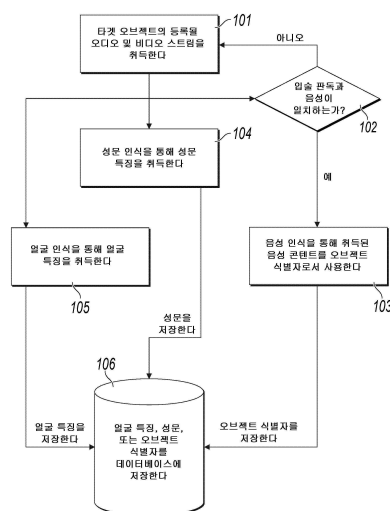 101
타겟 오브젝트의 등록될
오디오 및 비디오 스트림을
취득한다
아니오
입술 판독과
음성이
일치하는가?
102
104
성문 인식을 통해 성문
특징을 취득한다
예
얼굴 인식을 통해 얼굴
특징을 취득한다
105
음성 인식을 통해 취득된
음성 콘텐트를 오브젝트
식별자로서 사용한다
103
성문을
저장한다
106
얼굴 특징을
저장한다
얼굴 특징, 성문,
또는 오브젝트
식별자를
데이터베이스에
저장한다
오브젝트 식별자를
저장한다